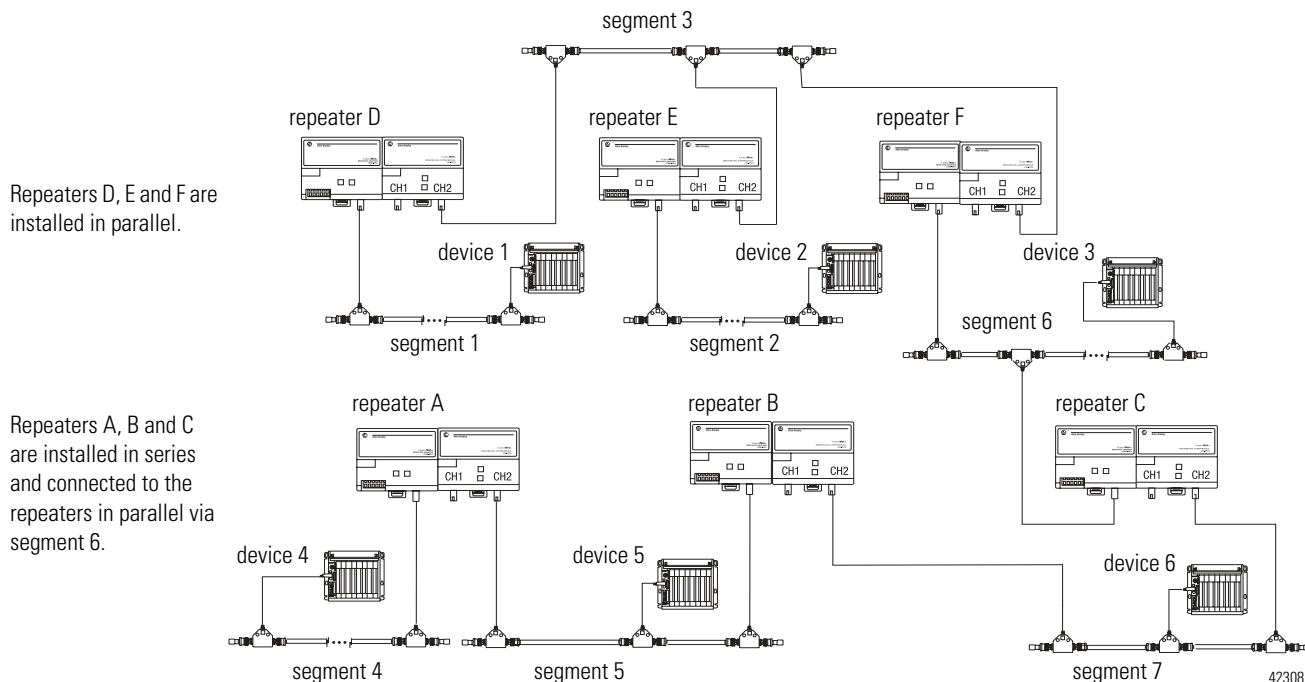 segment 3
repeater D
repeater E
repeater F
Repeaters D, E and F are
installed in parallel.
CH1
CH2
CH1
CH2
CH1
CH2
device 1
device 2
device 3
segment 1
segment 2
segment 6
Repeaters A, B and C
are installed in series
and connected to the
repeaters in parallel via
segment 6.
repeater A
repeater B
repeater C
CH1
CH2
CH1
CH2
CH1
CH2
device 4
device 5
device 6
segment 4
segment 5
segment 7
42308